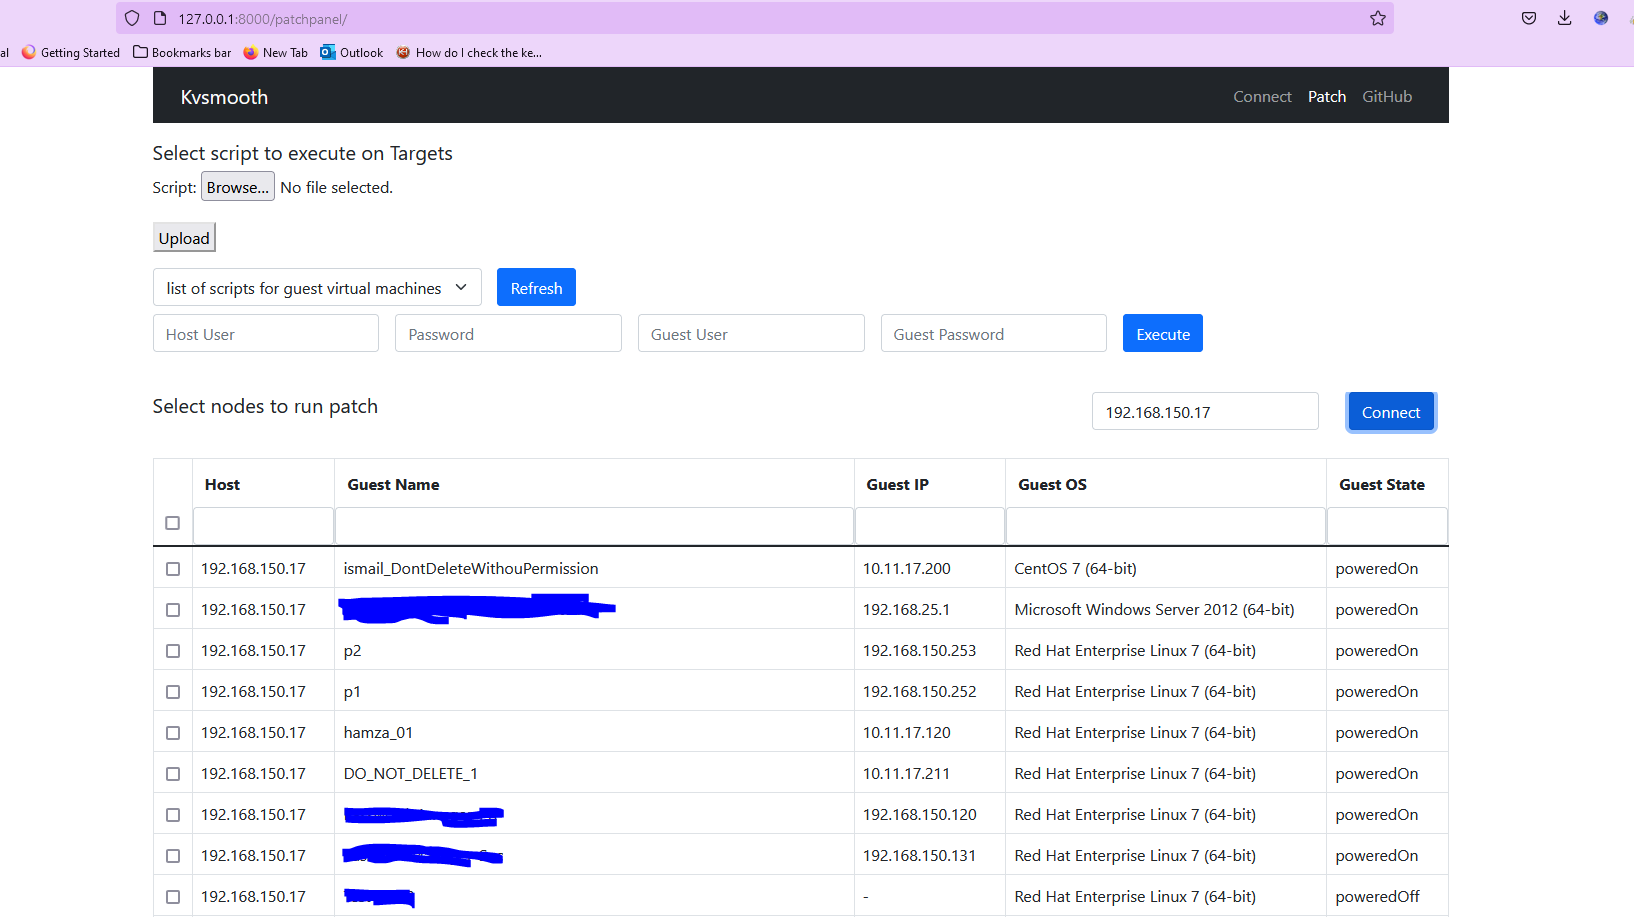 127.0.0.1:8000/patchpanel/
al Getting Started Bookmarks bar New Tab Outlook How do I check the ke...
Kvsmooth Connect Patch GitHub
Select script to execute on Targets
Script: Browse... No file selected.
Upload
list of scripts for guest virtual machines Refresh
Host User Password Guest User Guest Password Execute
Select nodes to run patch 192.168.150.17 Connect
Host Guest Name Guest IP Guest OS Guest State
192.168.150.17 ismail_DontDeleteWithouPermission 10.11.17.200 CentOS 7 (64-bit) poweredOn
192.168.150.17 192.168.25.1 Microsoft Windows Server 2012 (64-bit) poweredOn
192.168.150.17 p2 192.168.150.253 Red Hat Enterprise Linux 7 (64-bit) poweredOn
192.168.150.17 p1 192.168.150.252 Red Hat Enterprise Linux 7 (64-bit) poweredOn
192.168.150.17 hamza_01 10.11.17.120 Red Hat Enterprise Linux 7 (64-bit) poweredOn
192.168.150.17 DO_NOT_DELETE_1 10.11.17.211 Red Hat Enterprise Linux 7 (64-bit) poweredOn
192.168.150.17 192.168.150.120 Red Hat Enterprise Linux 7 (64-bit) poweredOn
192.168.150.17 192.168.150.131 Red Hat Enterprise Linux 7 (64-bit) poweredOn
192.168.150.17 - Red Hat Enterprise Linux 7 (64-bit) poweredOff